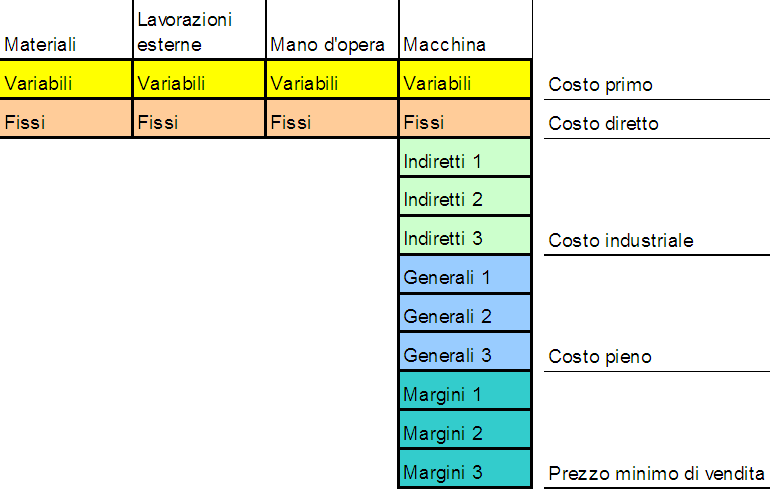 Materiali Lavorazioni esterne Mano d'opera Macchina
Variabili Variabili Variabili Variabili Costo primo
Fissi Fissi Fissi Fissi Costo diretto
Indiretti 1
Indiretti 2
Indiretti 3 Costo industriale
Generali 1
Generali 2
Generali 3 Costo pieno
Margini 1
Margini 2
Margini 3 Prezzo minimo di vendita